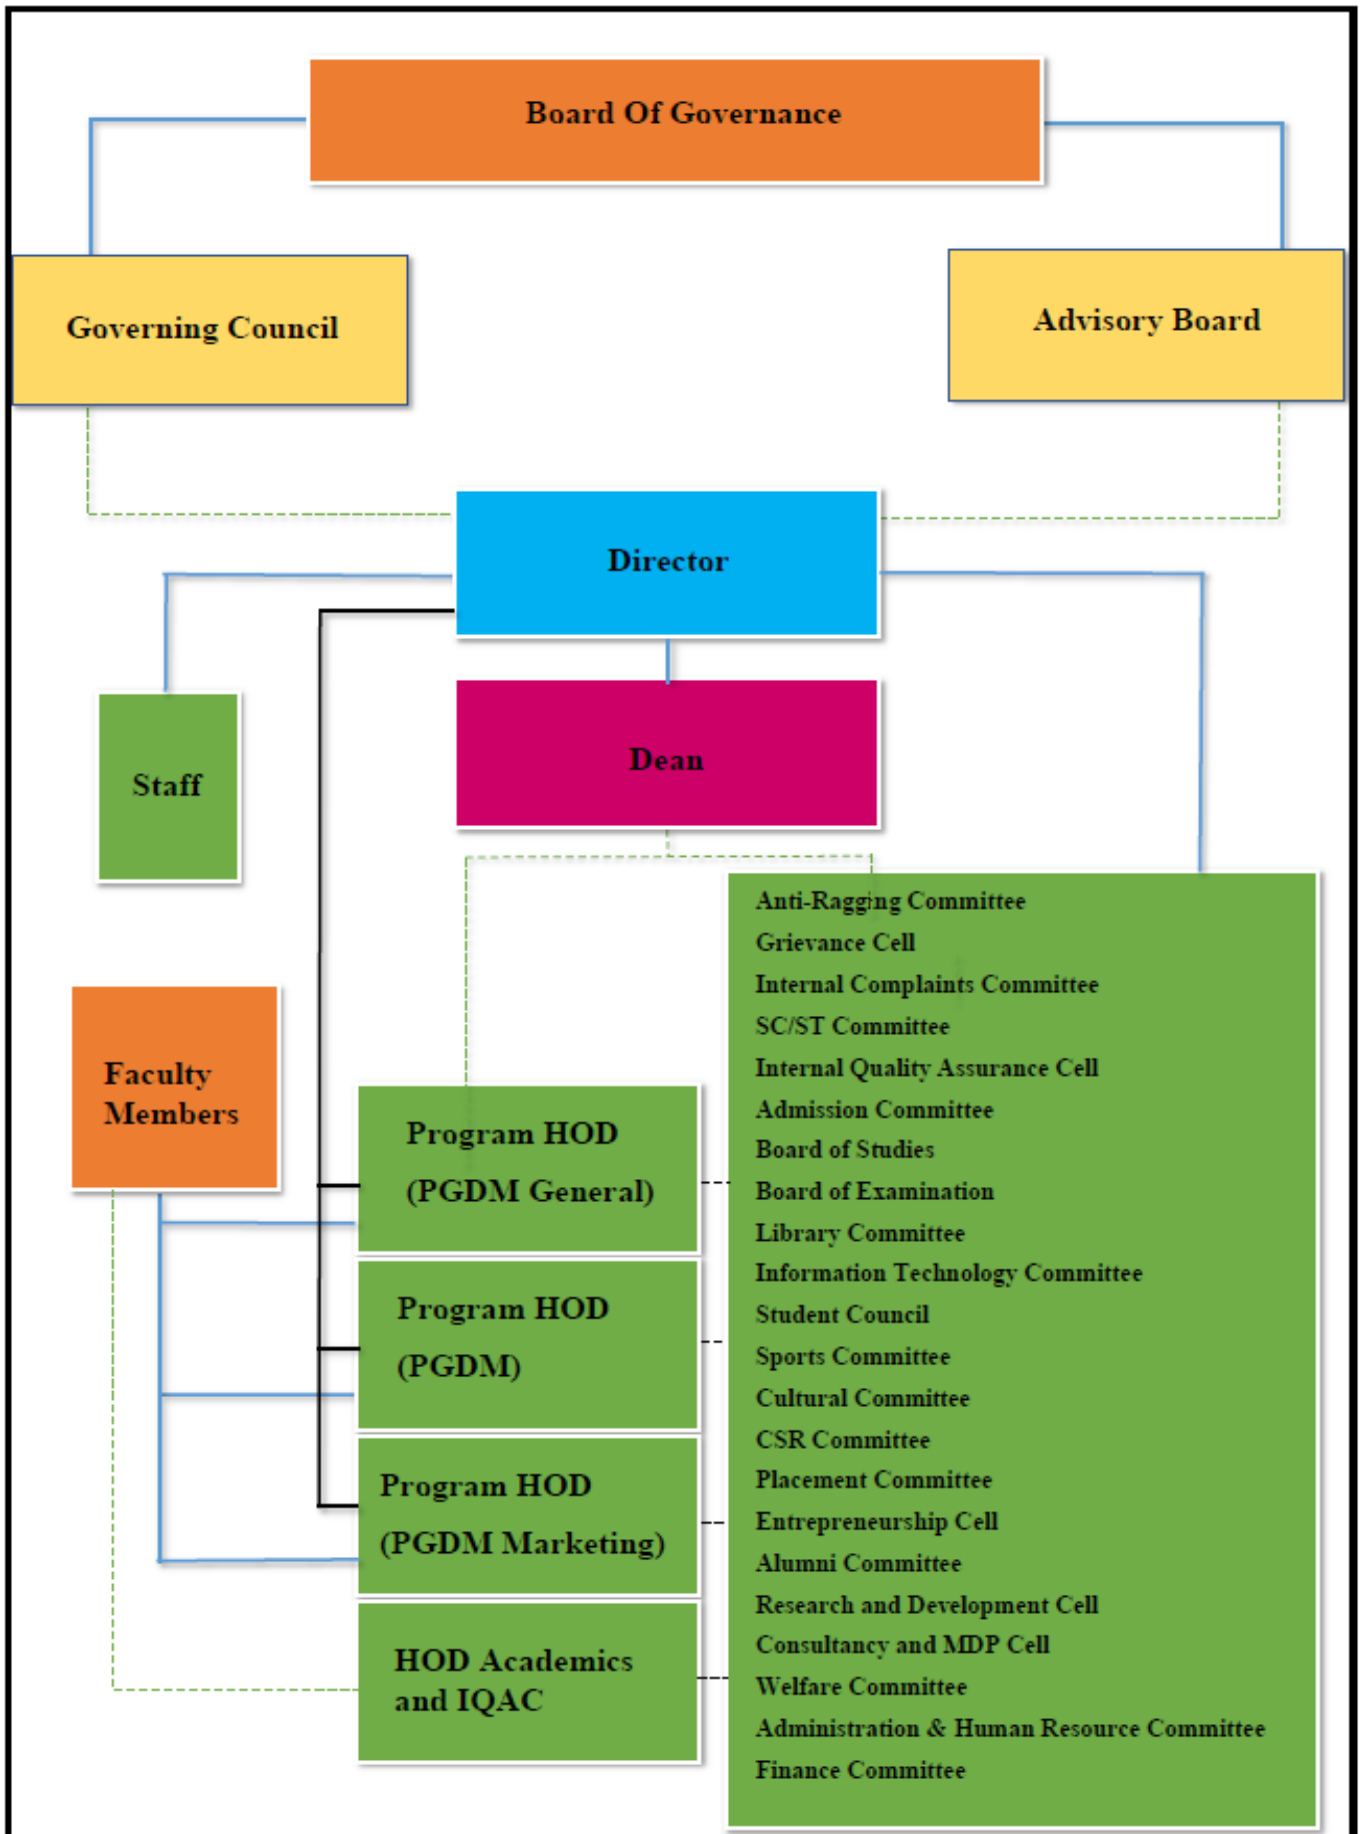 Board Of Governance
Governing Council
Advisory Board
Director
Staff
Dean
Faculty
Members
Program HOD
(PGDM General)
Program HOD
(PGDM)
Program HOD
(PGDM Marketing)
HOD Academics
and IQAC
Anti-Ragging Committee
Grievance Cell
Internal Complaints Committee
SC/ST Committee
Internal Quality Assurance Cell
Admission Committee
Board of Studies
Board of Examination
Library Committee
Information Technology Committee
Student Council
Sports Committee
Cultural Committee
CSR Committee
Placement Committee
Entrepreneurship Cell
Alumni Committee
Research and Development Cell
Consultancy and MDP Cell
Welfare Committee
Administration & Human Resource Committee
Finance Committee